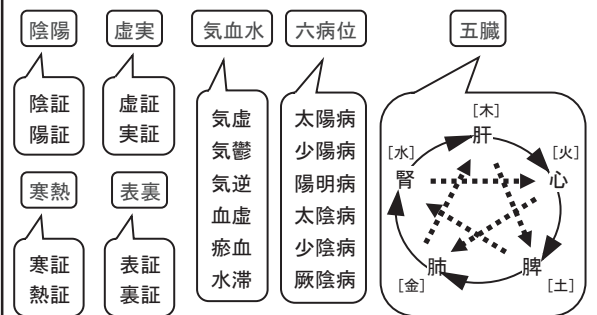 陰陽
陰証
陽証
虚実
虚証
実証
寒熱
寒証
熱証
表裏
表証
裏証
気血水
気虚
気鬱
気逆
血虚
瘀血
水滞
六病位
太陽病
少陽病
陽明病
太陰病
少陰病
厥陰病
五臓
[木]
肝
[火]
心
[土]
脾
[金]
肺
[水]
腎